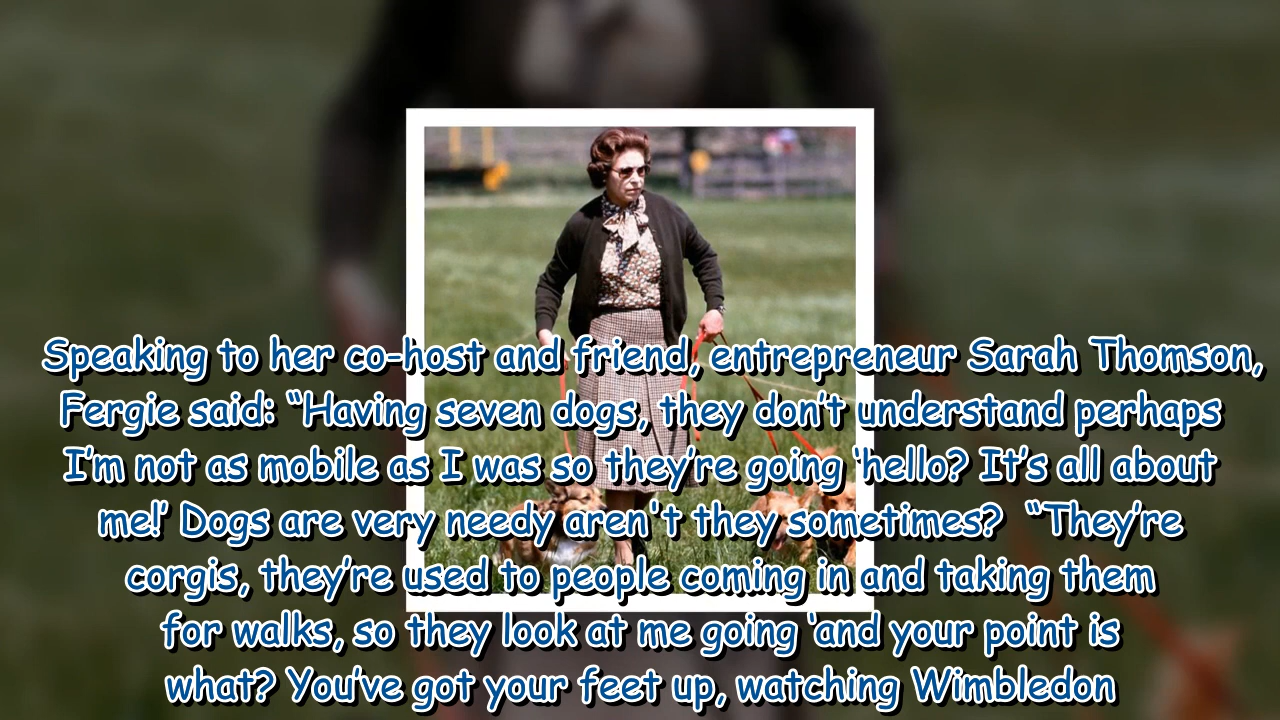 Speaking to her co-host and friend, entrepreneur Sarah Thomson,
Fergie said: “Having seven dogs, they don’t understand perhaps
I’m not as mobile as I was so they’re going ‘hello? It’s all about
me!’ Dogs are very needy aren't they sometimes?  “They’re
corgis, they’re used to people coming in and taking them
for walks, so they look at me going ‘and your point is
what? You’ve got your feet up, watching Wimbledon